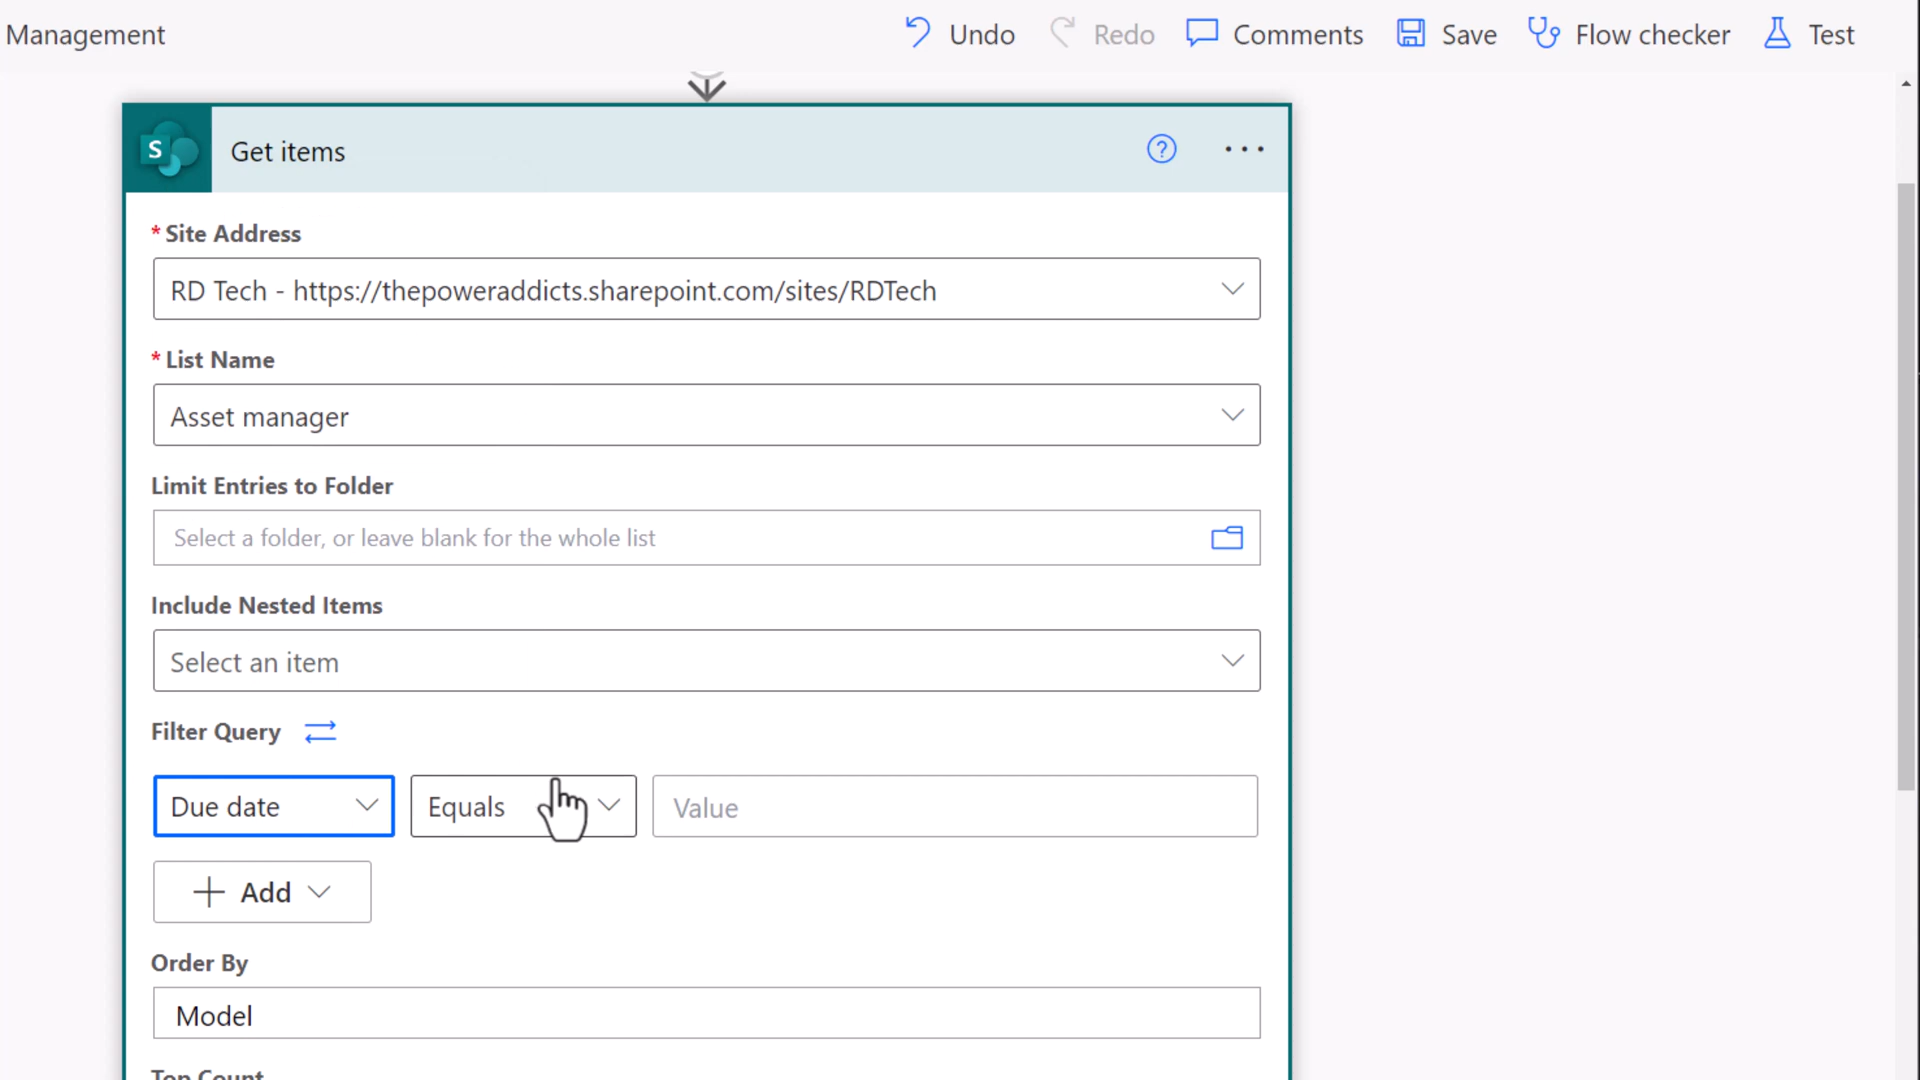 Management
Undo
Redo
Comments
Save
Flow checker
Test
S
Get items
?
* Site Address
RD Tech - https://thepoweraddicts.sharepoint.com/sites/RDTech
* List Name
Asset manager
Limit Entries to Folder
Select a folder, or leave blank for the whole list
Include Nested Items
Select an item
Filter Query
Due date
Equals
Value
Add
Order By
Model
Top Count